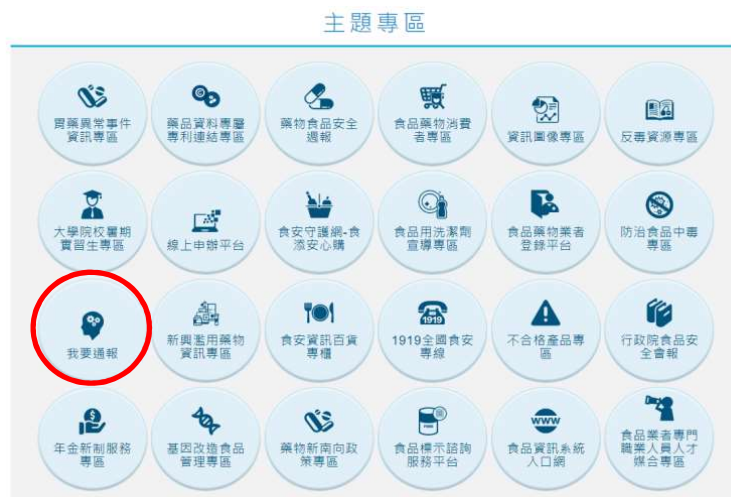 主題專區
胃藥異常事件
資訊專區
藥品資料專屬
專利連結專區
藥物食品安全
週報
食品藥物消費
者專區
資訊圖像專區
反毒資源專區
大學院校暑期
實習生專區
線上申辦平台
食安守護網-食
添安心購
食品用洗潔劑
宣導專區
食品藥物業者
登錄平台
防治食品中毒
專區
我要通報
新興濫用藥物
資訊專區
食安資訊百貨
專櫃
1919
1919全國食安
專線
不合格產品專
區
行政院食品安
全會報
年金新制服務
專區
基因改造食品
管理專區
藥物新南向政
策專區
食品標示諮詢
服務平台
www
食品資訊系統
入口網
食品業者專門
職業人員人才
媒合專區